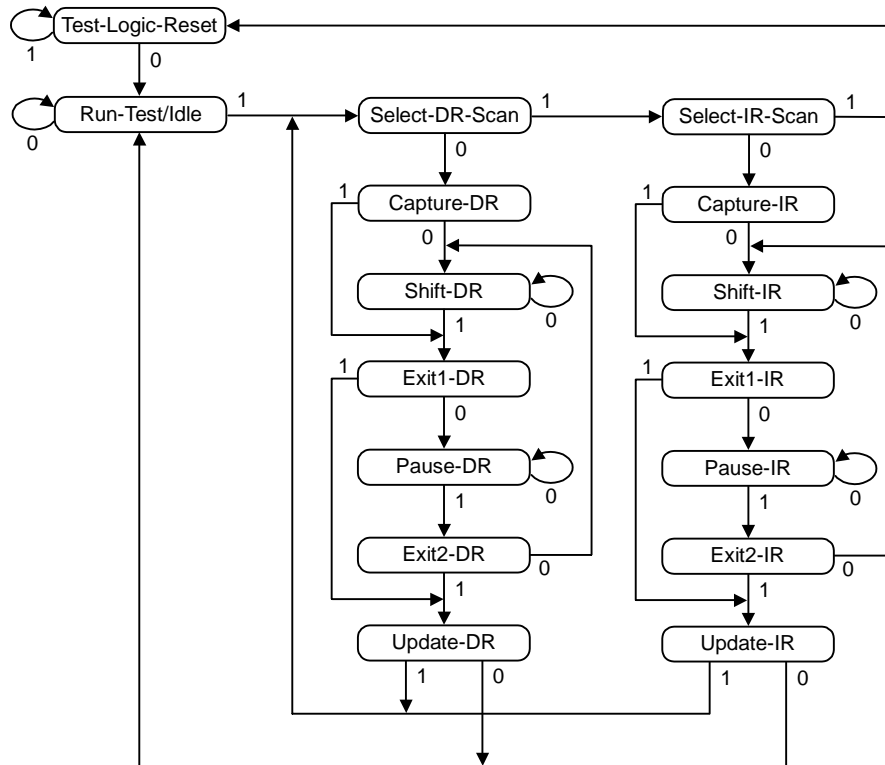 Test-Logic-Reset
1
0
Run-Test/Idle
1
Select-DR-Scan
1
Select-IR-Scan
1
0
0
0
1
Capture-DR
1
Capture-IR
0
0
Shift-DR
Shift-IR
1
0
1
0
1
Exit1-DR
1
Exit1-IR
0
0
Pause-DR
Pause-IR
1
0
1
0
Exit2-DR
0
Exit2-IR
0
1
1
Update-DR
Update-IR
1
0
1
0